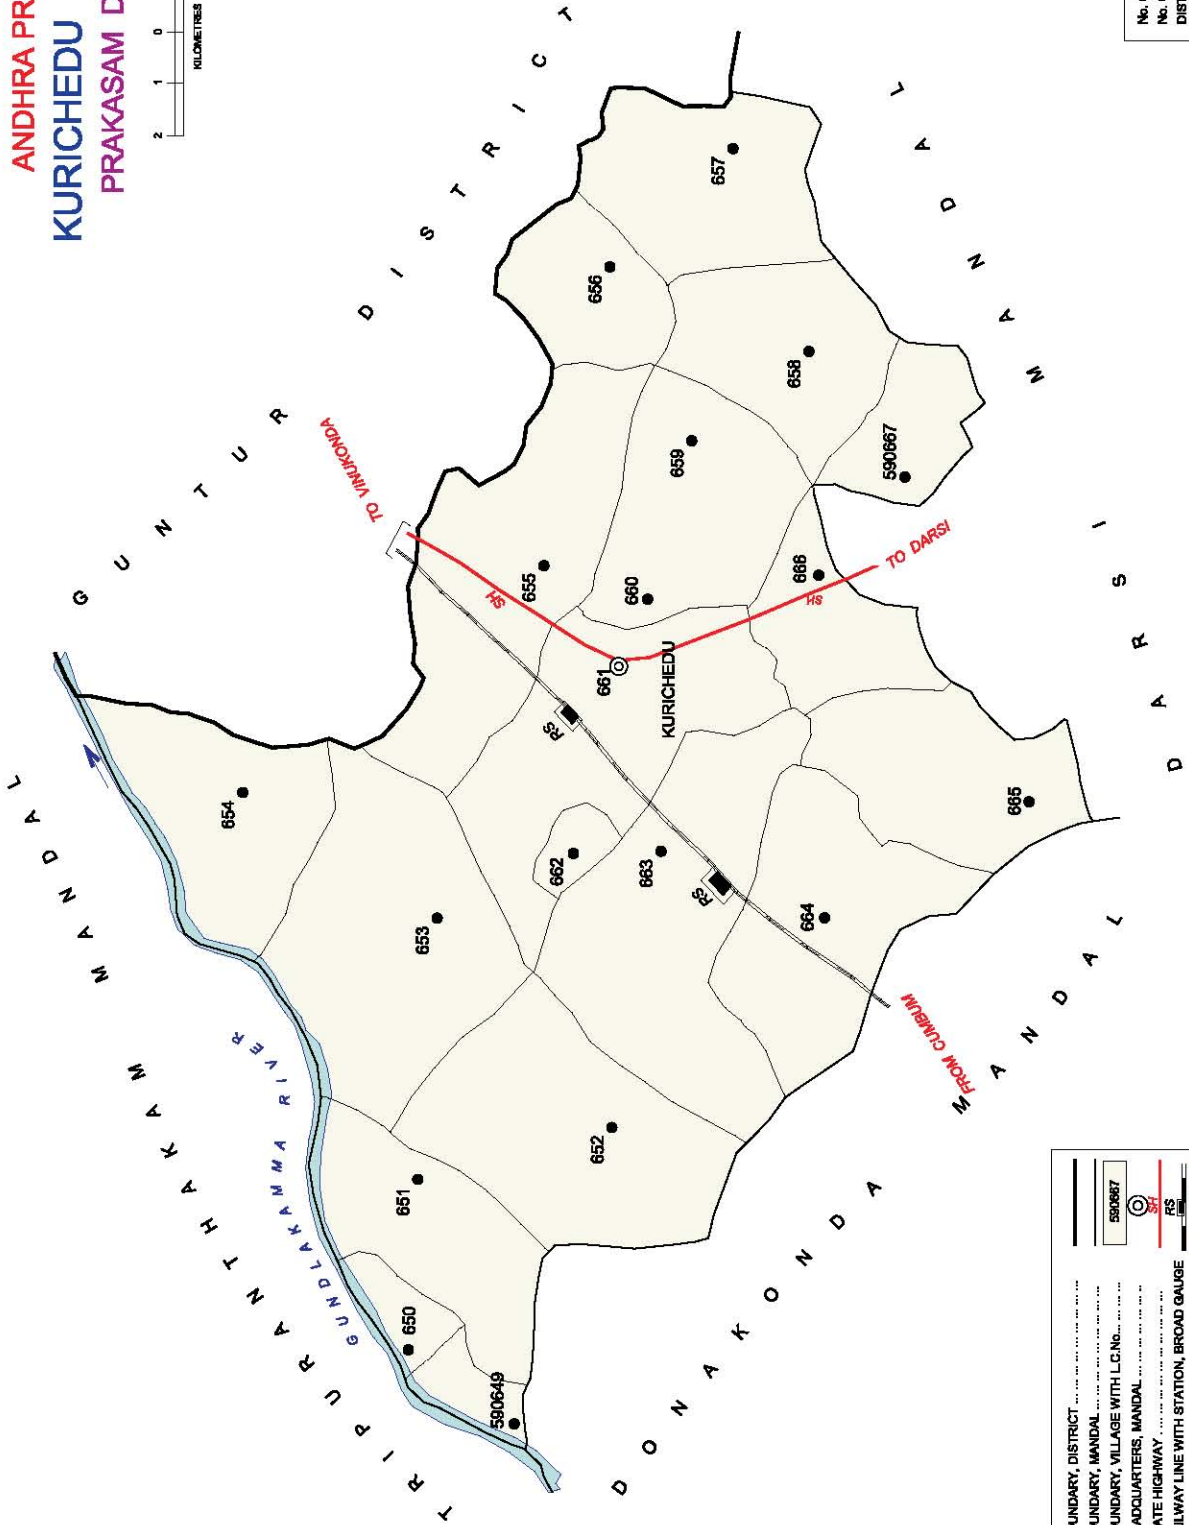 ANDHRA PR
KURICHEDU
PRAKASAM D
2 1 0
KILOMETRES
No.
No.
DIST
GUNTUR DISTRICT
TRIPURANTHAKAM MANDAL
GUNDLAKAMMA RIVER
DONAKONDA MANDAL
DARSI MANDAL
TO VINUKONDA
TO DARSI
FROM CUMBUM
SH
SH
RS
RS
KURICHEDU
590649
650
651
652
653
654
655
656
657
658
659
660
661
662
663
664
665
666
590667
UNDARY, DISTRICT
UNDARY, MANDAL
UNDARY, VILLAGE WITH L.C.No.
590667
ADQUARTERS, MANDAL
ATE HIGHWAY
SH
ILWAY LINE WITH STATION, BROAD GAUGE
RS